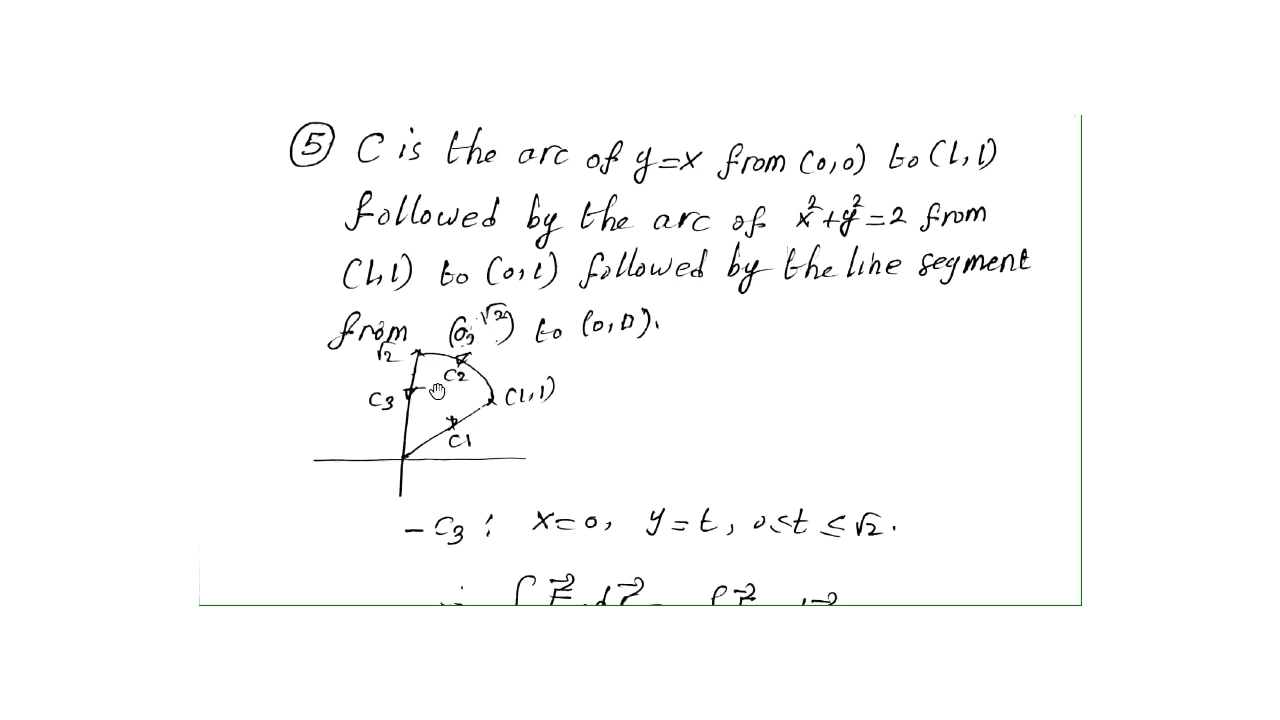 ⑤ C is the arc of y=x from (0,0) to (1,1)
followed by the arc of x²+y²=2 from
(1,1) to (0,1) followed by the line segment
from (0,√2) to (0,0).
√2
C2
C3
(1,1)
C1
-C3: x=0, y=t, 0≤t≤√2.